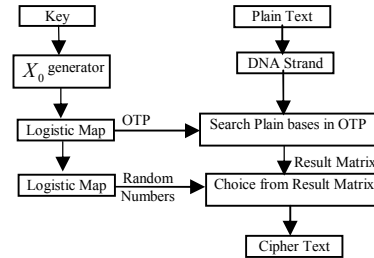 Key
Plain Text
X0 generator
DNA Strand
Logistic Map
OTP
Search Plain bases in OTP
Result Matrix
Logistic Map
Random
Numbers
Choice from Result Matrix
Cipher Text